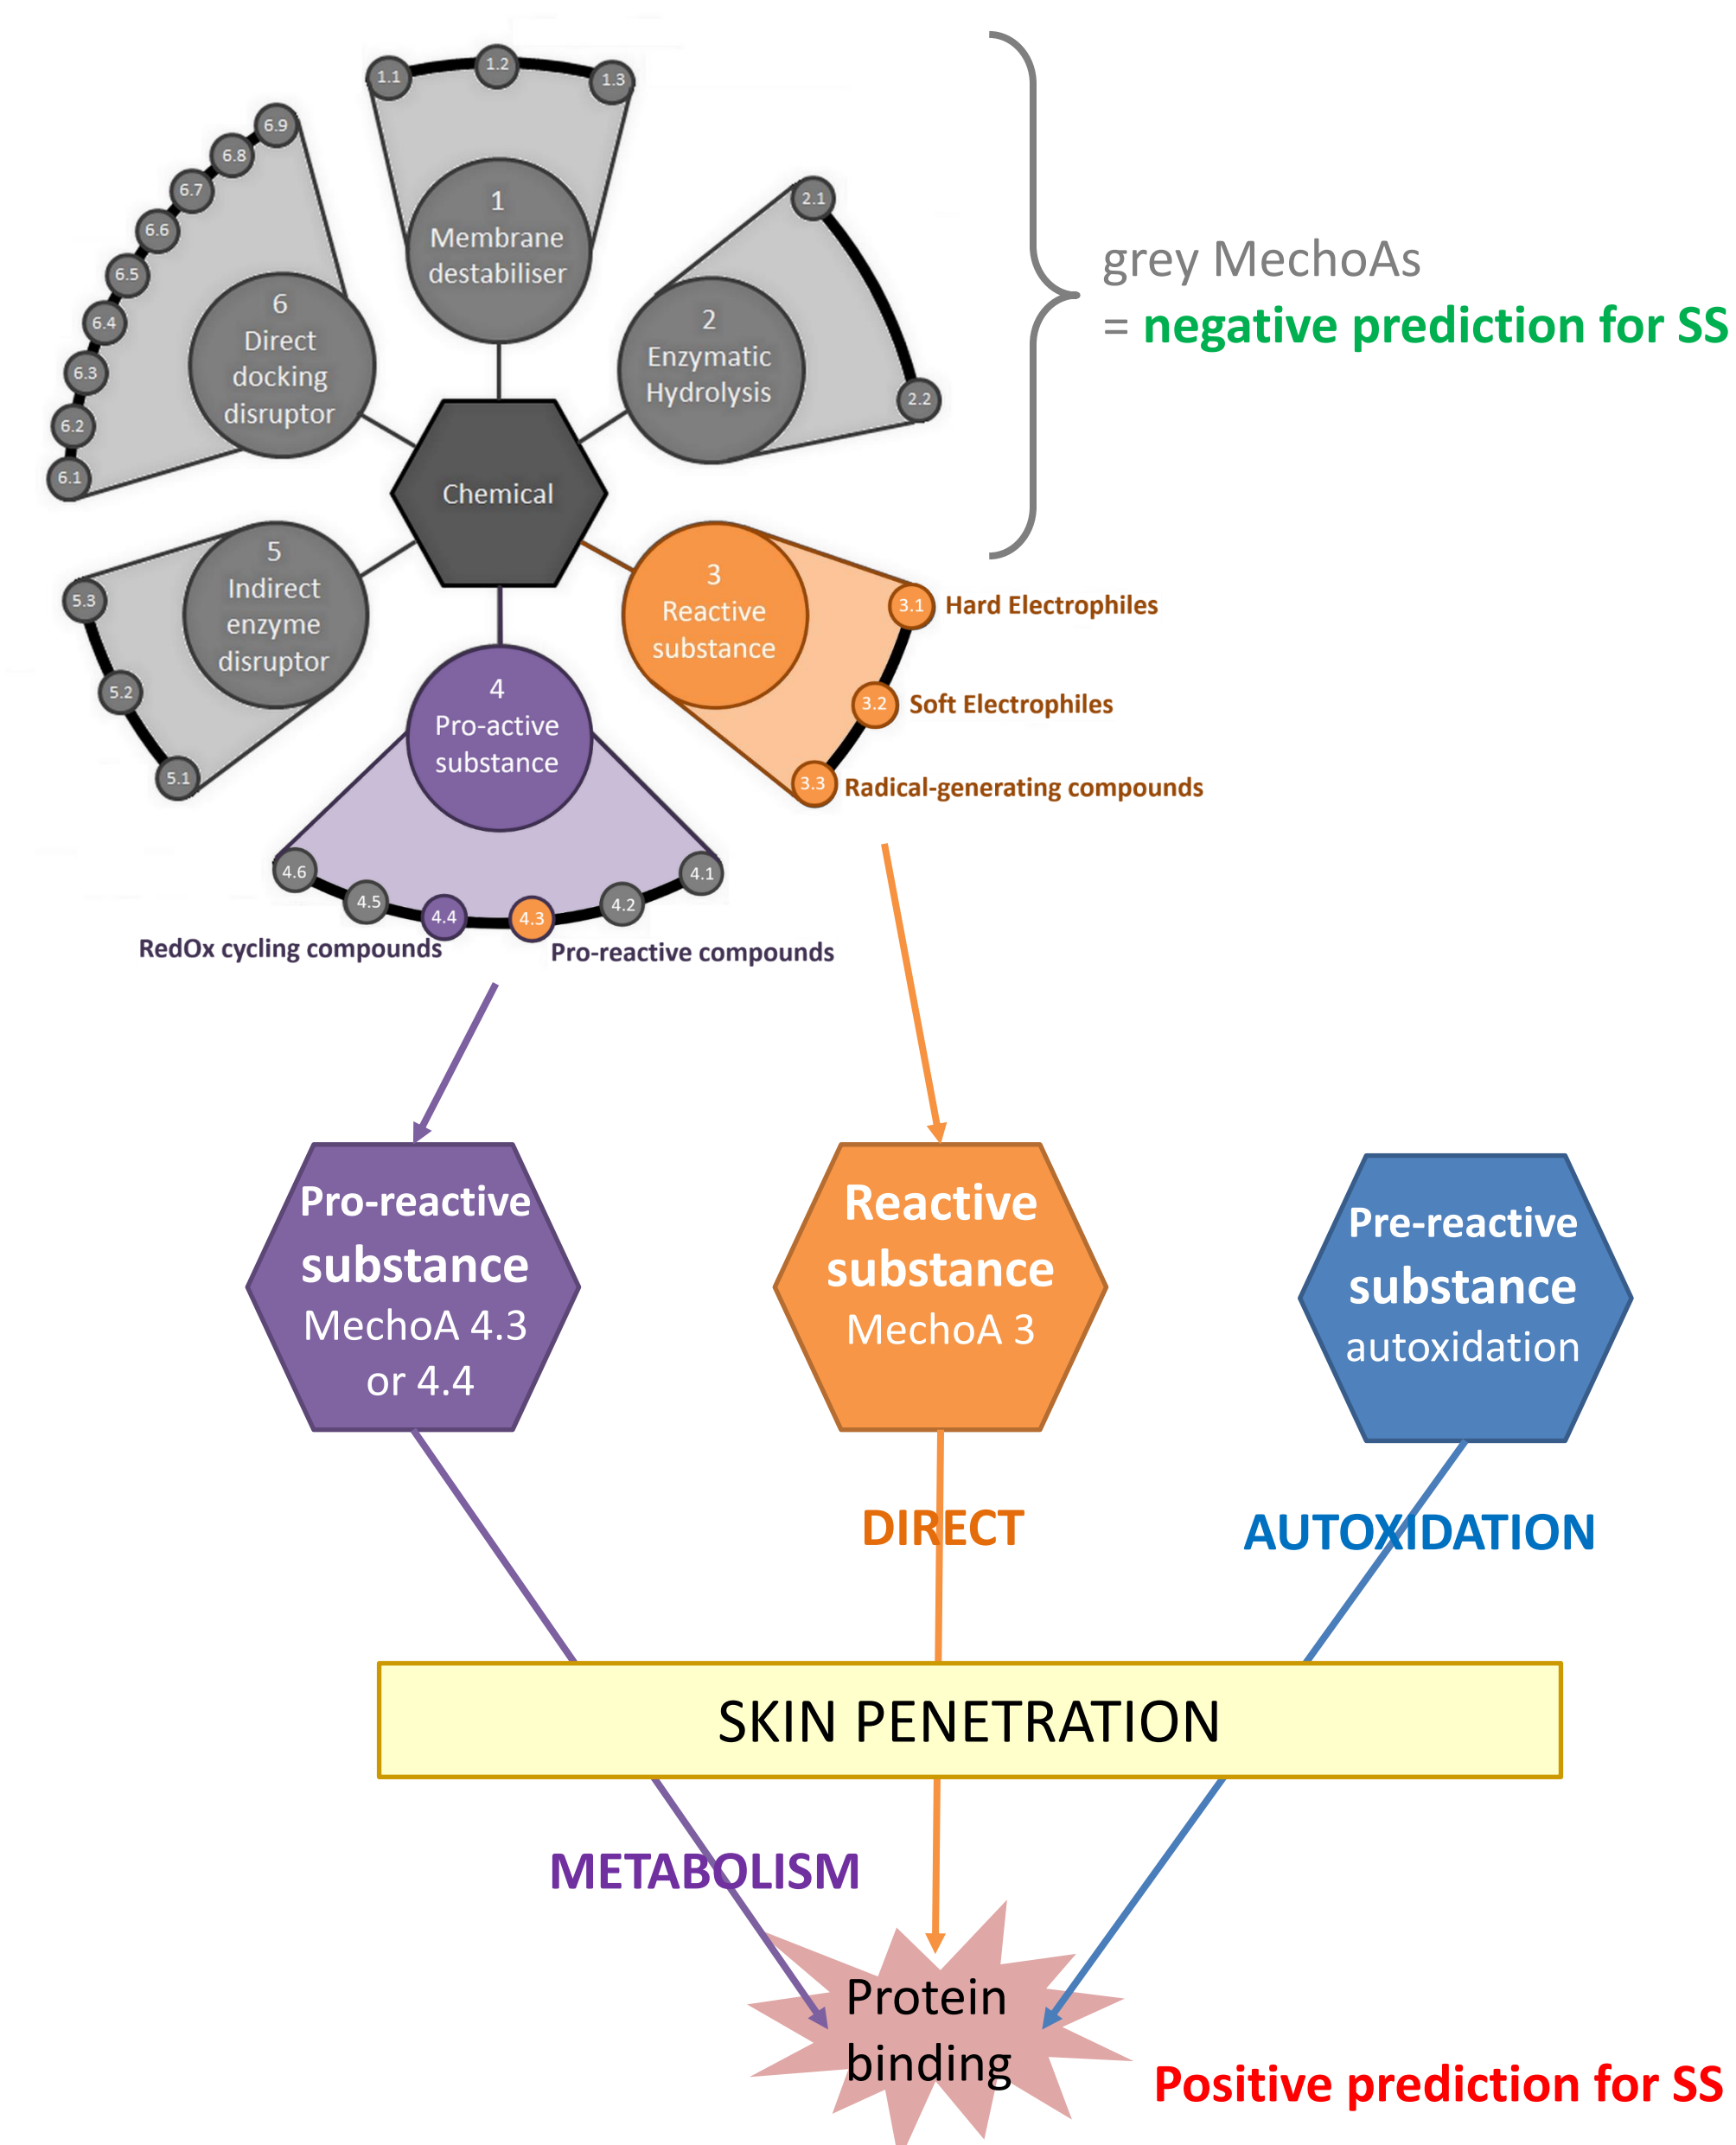 1.1
1.2
1.3
1
Membrane
destabiliser
2.1
2.2
2
Enzymatic
Hydrolysis
6.9
6.8
6.7
6.6
6.5
6.4
6.3
6.2
6.1
6
Direct
docking
disruptor
grey MechoAs
= negative prediction for SS
Chemical
5
Indirect
enzyme
disruptor
5.3
5.2
5.1
3
Reactive
substance
3.1
Hard Electrophiles
3.2
Soft Electrophiles
3.3
Radical-generating compounds
4
Pro-active
substance
4.6
4.5
4.4
4.3
4.2
4.1
RedOx cycling compounds
Pro-reactive compounds
Pro-reactive
substance
MechoA 4.3
or 4.4
Reactive
substance
MechoA 3
Pre-reactive
substance
autoxidation
DIRECT
AUTOXIDATION
SKIN PENETRATION
METABOLISM
Protein
binding
Positive prediction for SS